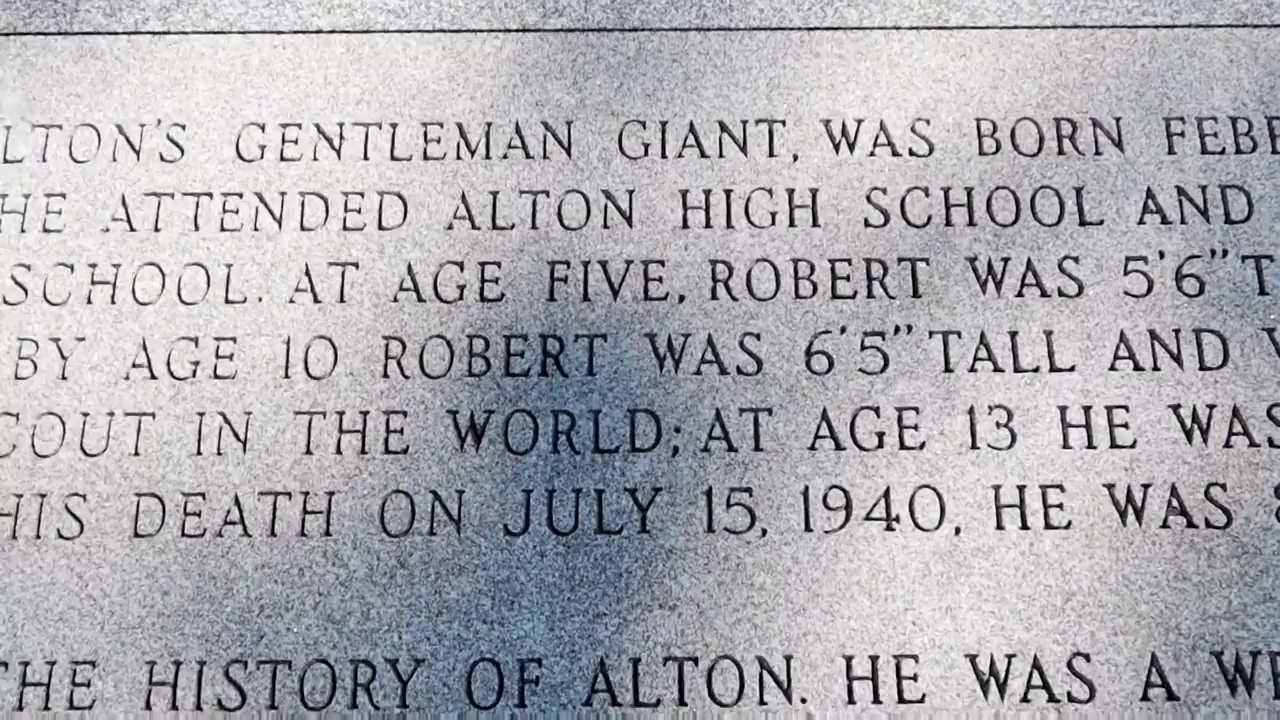 LTON'S GENTLEMAN GIANT, WAS BORN FEB
HE ATTENDED ALTON HIGH SCHOOL AND
SCHOOL. AT AGE FIVE, ROBERT WAS 5'6" T
BY AGE 10 ROBERT WAS 6'5" TALL AND
COUT IN THE WORLD; AT AGE 13 HE WAS
HIS DEATH ON JULY 15, 1940, HE WAS 8
THE HISTORY OF ALTON. HE WAS A WE